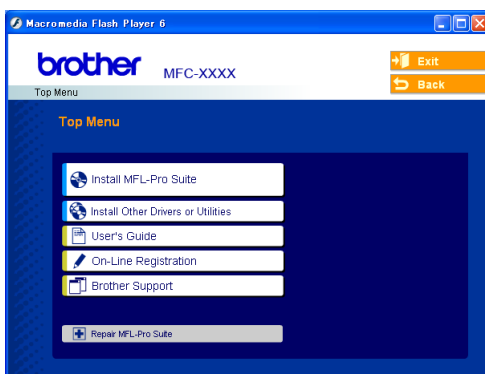 Macromedia Flash Player 6
brother MFC-XXXX
Exit
Back
Top Menu
Top Menu
Install MFL-Pro Suite
Install Other Drivers or Utilities
User's Guide
On-Line Registration
Brother Support
Repair MFL-Pro Suite